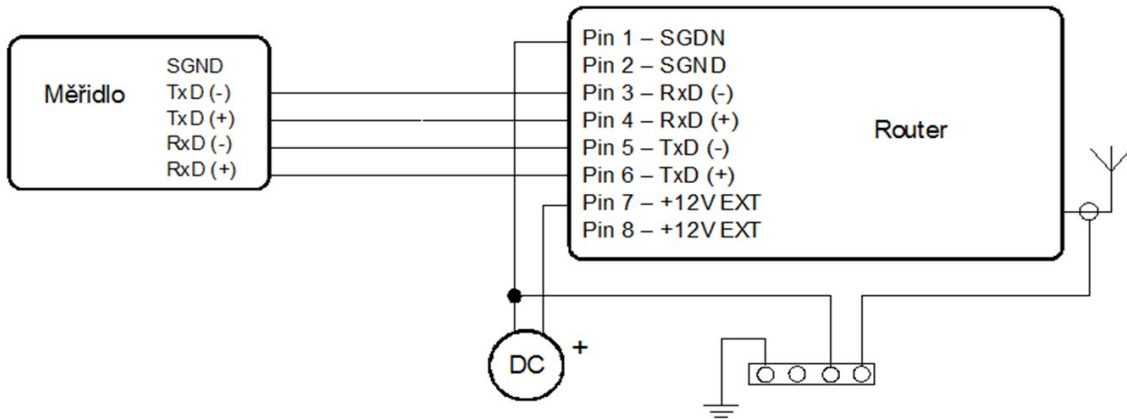 Měřidlo
SGND
TxD (-)
TxD (+)
RxD (-)
RxD (+)
Pin 1 – SGDN
Pin 2 – SGND
Pin 3 – RxD (-)
Pin 4 – RxD (+)
Pin 5 – TxD (-)
Pin 6 – TxD (+)
Pin 7 – +12V EXT
Pin 8 – +12V EXT
Router
DC
+